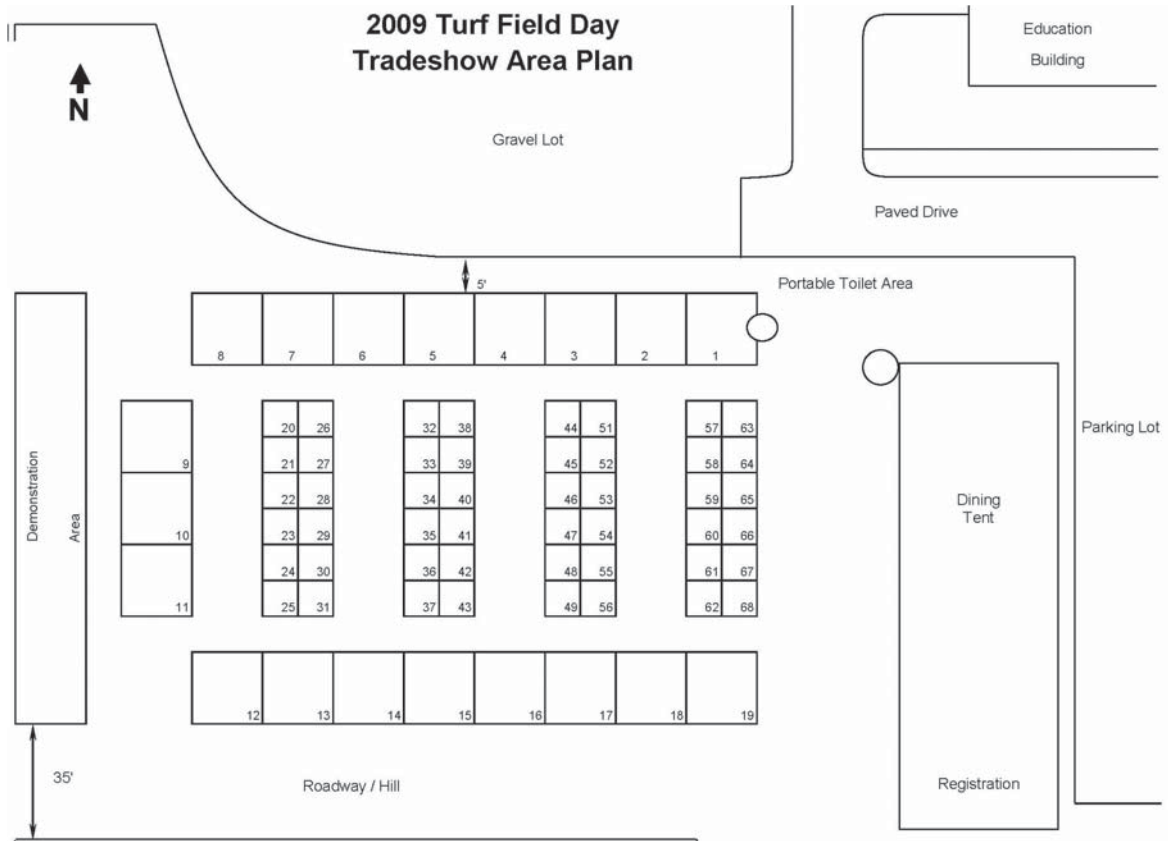 2009 Turf Field Day
Tradeshow Area Plan
Education
Building
N
Gravel Lot
Paved Drive
5'
Portable Toilet Area
8 7 6 5 4 3 2 1
20 26 32 38 44 51 57 63
Parking Lot
9 21 27 33 39 45 52 58 64
22 28 34 40 46 53 59 65
Dining
Tent
Demonstration
Area
10 23 29 35 41 47 54 60 66
24 30 36 42 48 55 61 67
11 25 31 37 43 49 56 62 68
12 13 14 15 16 17 18 19
35'
Roadway / Hill
Registration